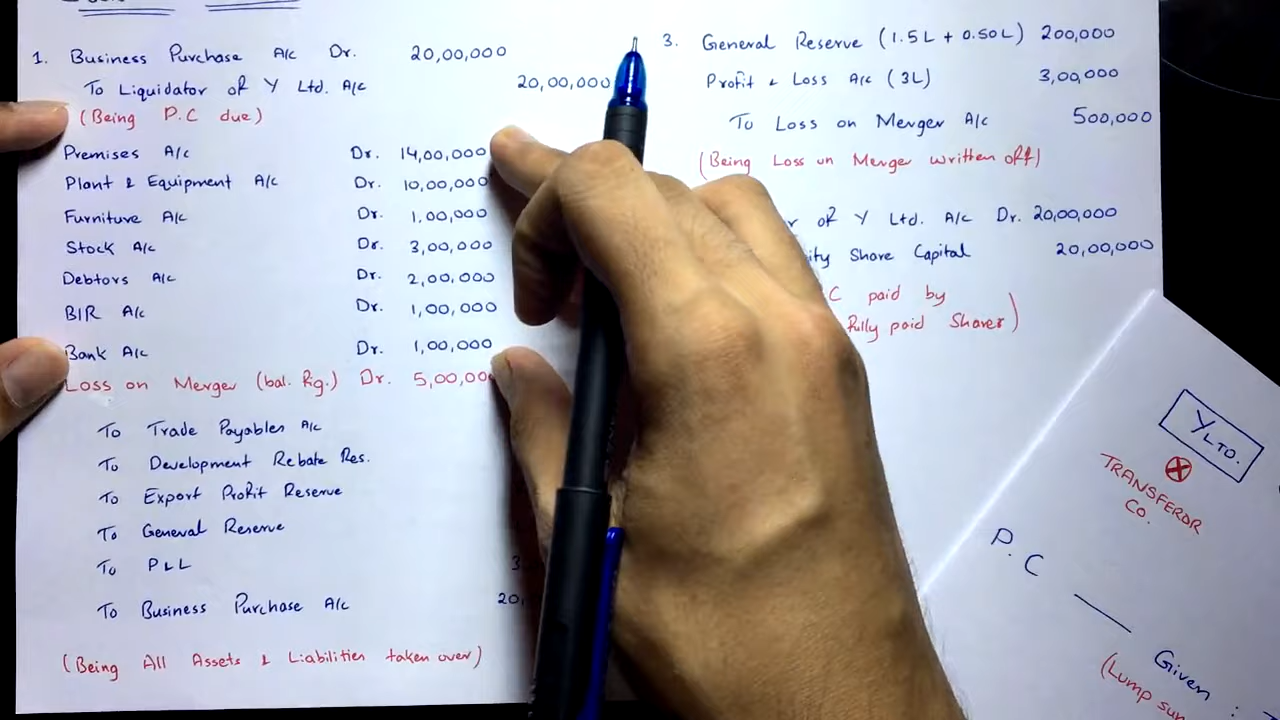 1. Business Purchase A/c Dr. 20,00,000
To Liquidator of Y Ltd. A/c 20,00,000
(Being P.C due)
Premises A/c Dr. 14,00,000
Plant & Equipment A/c Dr. 10,00,000
Furniture A/c Dr. 1,00,000
Stock A/c Dr. 3,00,000
Debtors A/c Dr. 2,00,000
B/R A/c Dr. 1,00,000
Bank A/c Dr. 1,00,000
Loss on Merger (bal. fig.) Dr. 5,00,000
To Trade Payables A/c
To Development Rebate Res.
To Export Profit Reserve
To General Reserve
To P&L 3
To Business Purchase A/c 20,
(Being All Assets & Liabilities taken over)
3. General Reserve (1.5L + 0.50L) 200,000
Profit & Loss A/c (3L) 3,00,000
To Loss on Merger A/c 500,000
(Being Loss on Merger written off)
r of Y Ltd. A/c Dr. 20,00,000
ity Share Capital 20,00,000
C paid by
fully paid Shares)
Y LTD.
TRANSFEROR
CO.
P.C
Given :
(Lump sum